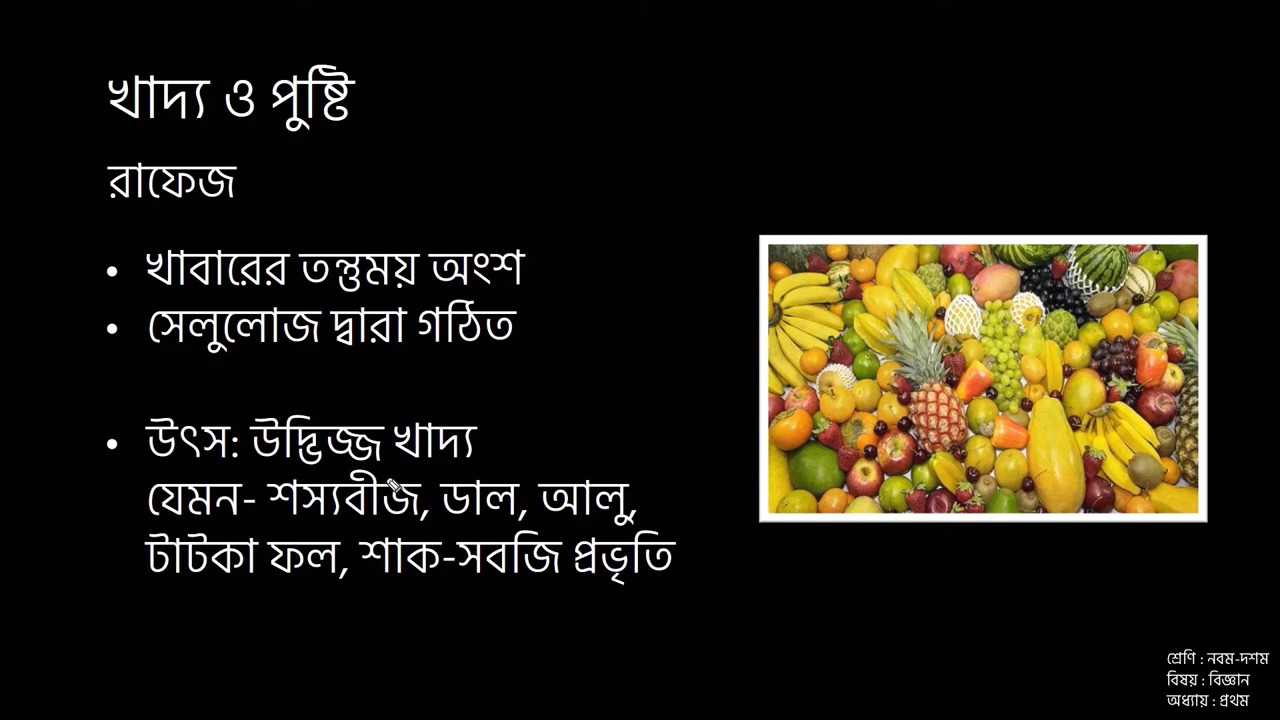 খাদ্য ও পুষ্টি
রাফেজ
• খাবারের তন্তুময় অংশ
• সেলুলোজ দ্বারা গঠিত
• উৎস: উদ্ভিজ্জ খাদ্য
যেমন- শস্যবীজ, ডাল, আলু,
টাটকা ফল, শাক-সবজি প্রভৃতি
শ্রেণি : নবম-দশম
বিষয় : বিজ্ঞান
অধ্যায় : প্রথম